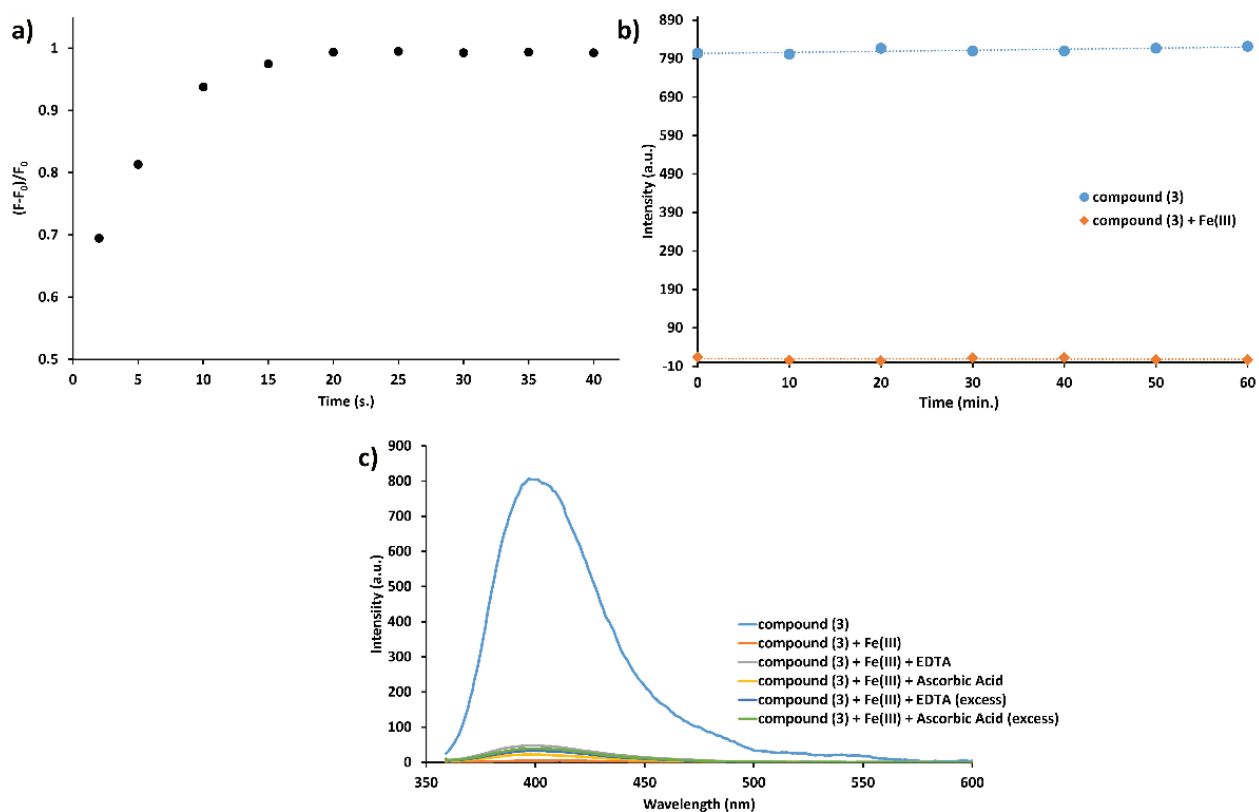 a)
1
0.9
0.8
0.7
0.6
0.5
(F-F₀)/F₀
0 5 10 15 20 25 30 35 40
Time (s.)
b)
890
790
690
590
490
390
290
190
90
-10
Intensity (a.u.)
compound (3)
compound (3) + Fe(III)
0 10 20 30 40 50 60
Time (min.)
c)
900
800
700
600
500
400
300
200
100
0
Intensiity (a.u.)
compound (3)
compound (3) + Fe(III)
compound (3) + Fe(III) + EDTA
compound (3) + Fe(III) + Ascorbic Acid
compound (3) + Fe(III) + EDTA (excess)
compound (3) + Fe(III) + Ascorbic Acid (excess)
350 400 450 500 550 600
Wavelength (nm)